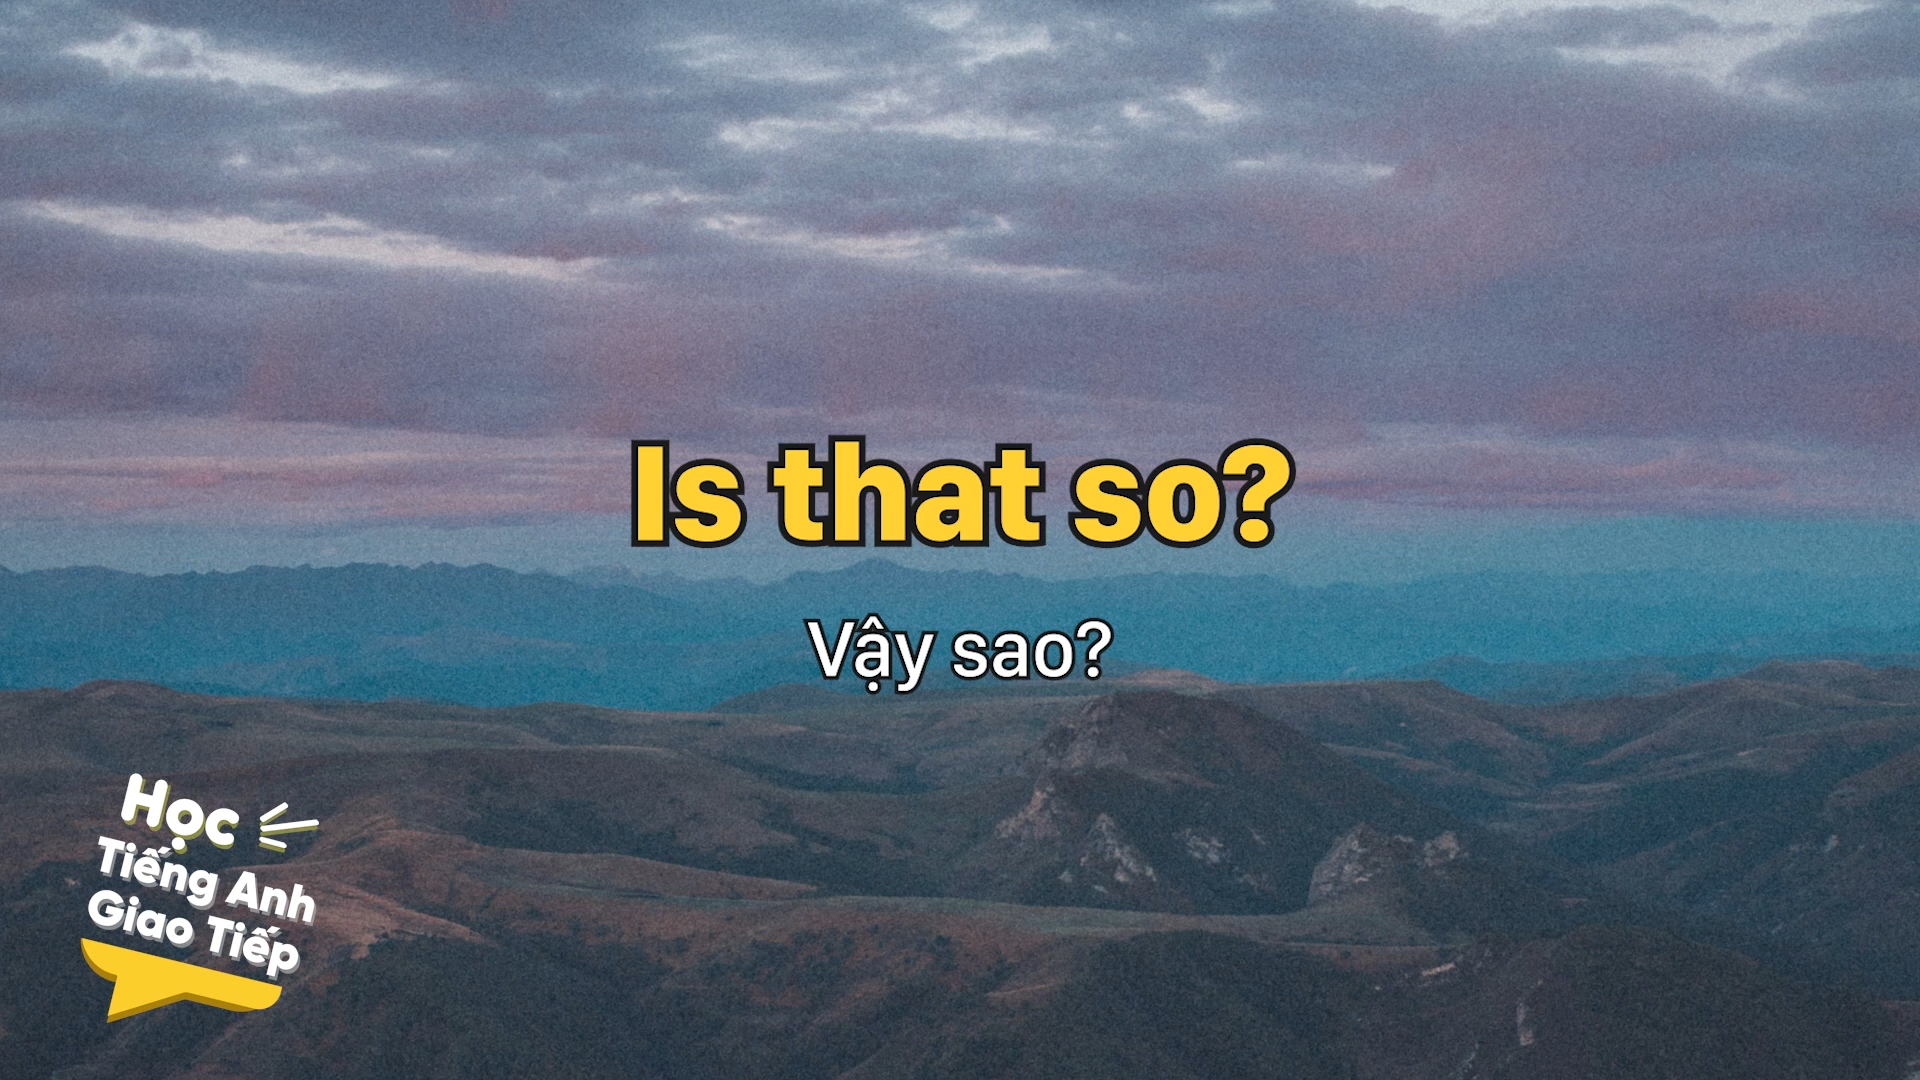 Is that so?
Vậy sao?
Học
Tiếng Anh
Giao Tiếp